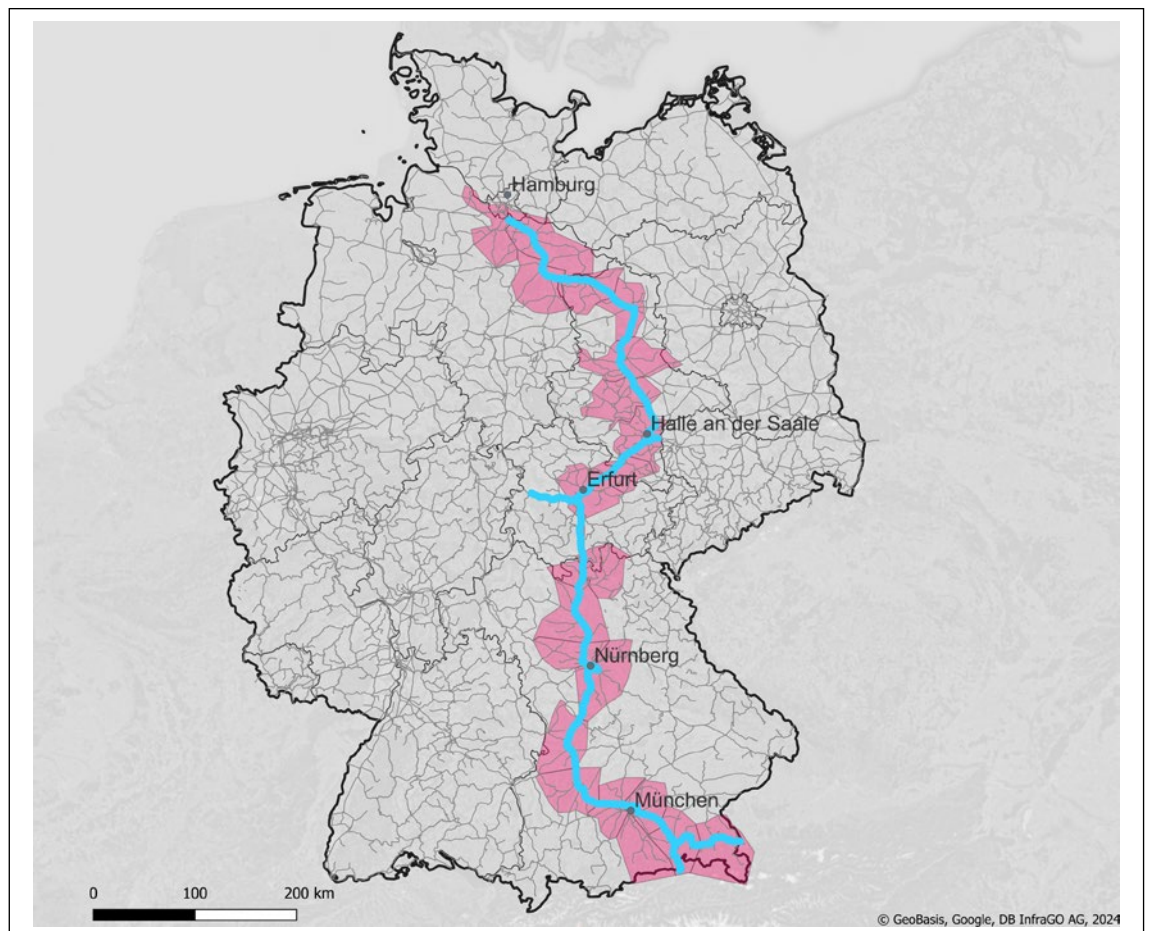 Hamburg
Halle an der Saale
Erfurt
Nürnberg
München
0 100 200 km
© GeoBasis, Google, DB InfraGO AG, 2024